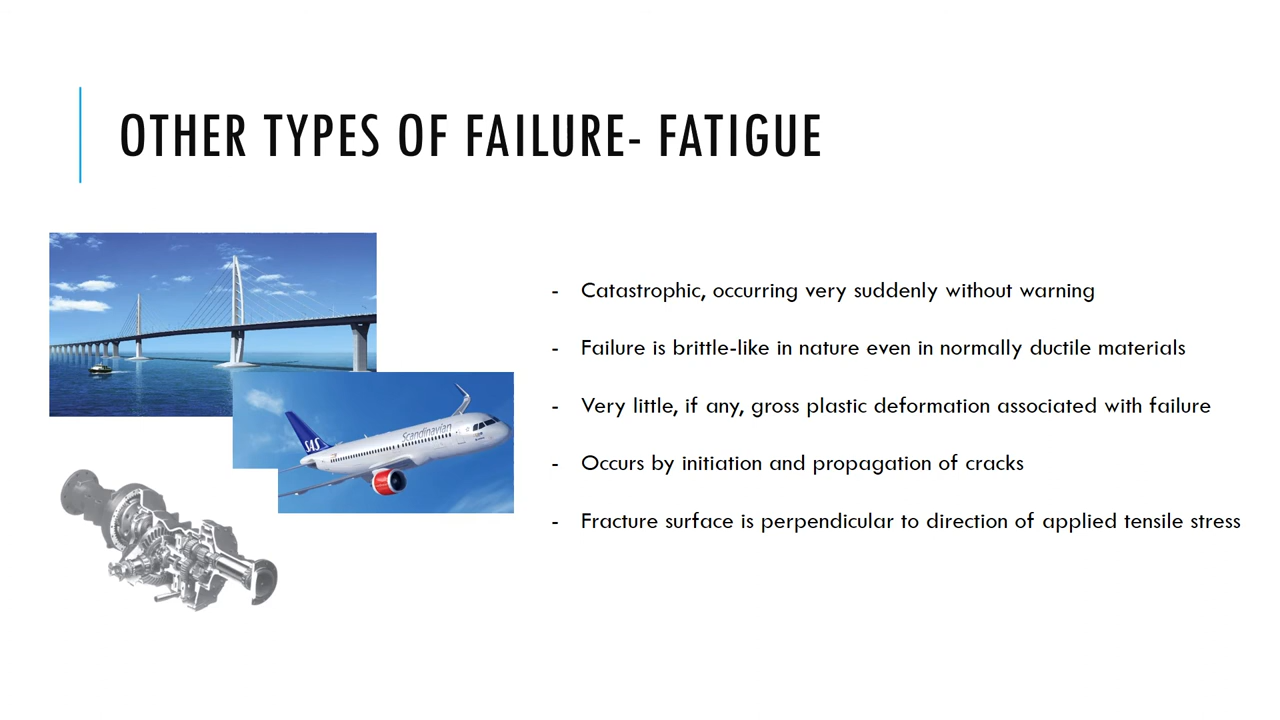 OTHER TYPES OF FAILURE- FATIGUE
- Catastrophic, occurring very suddenly without warning
- Failure is brittle-like in nature even in normally ductile materials
- Very little, if any, gross plastic deformation associated with failure
- Occurs by initiation and propagation of cracks
- Fracture surface is perpendicular to direction of applied tensile stress
Scandinavian
SAS